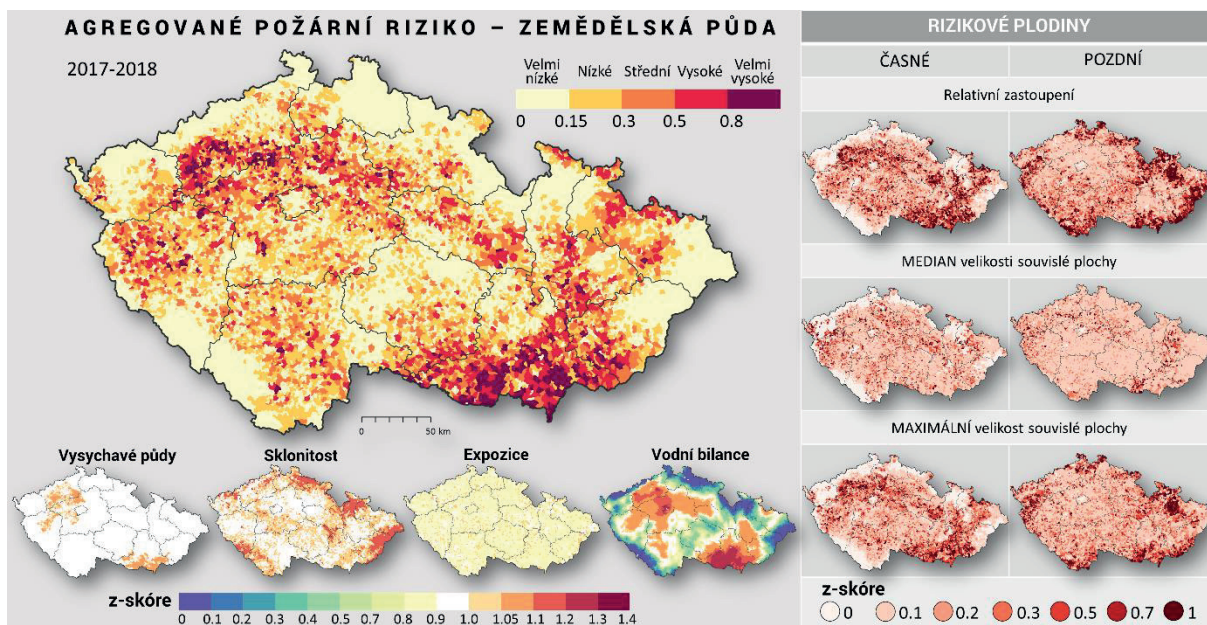 AGREGOVANÉ POŽÁRNÍ RIZIKO – ZEMĚDĚLSKÁ PŮDA
2017-2018
Velmi nízké Nízké Střední Vysoké Velmi vysoké
0 0.15 0.3 0.5 0.8
0 50 km
Vysychavé půdy Sklonitost Expozice Vodní bilance
z-skóre
0 0.1 0.2 0.3 0.4 0.5 0.7 0.8 0.9 1.0 1.0 1.05 1.1 1.2 1.3 1.4
RIZIKOVÉ PLODINY
ČASNÉ POZDNÍ
Relativní zastoupení
MEDIAN velikosti souvislé plochy
MAXIMÁLNÍ velikost souvislé plochy
z-skóre
0 0.1 0.2 0.3 0.5 0.7 1